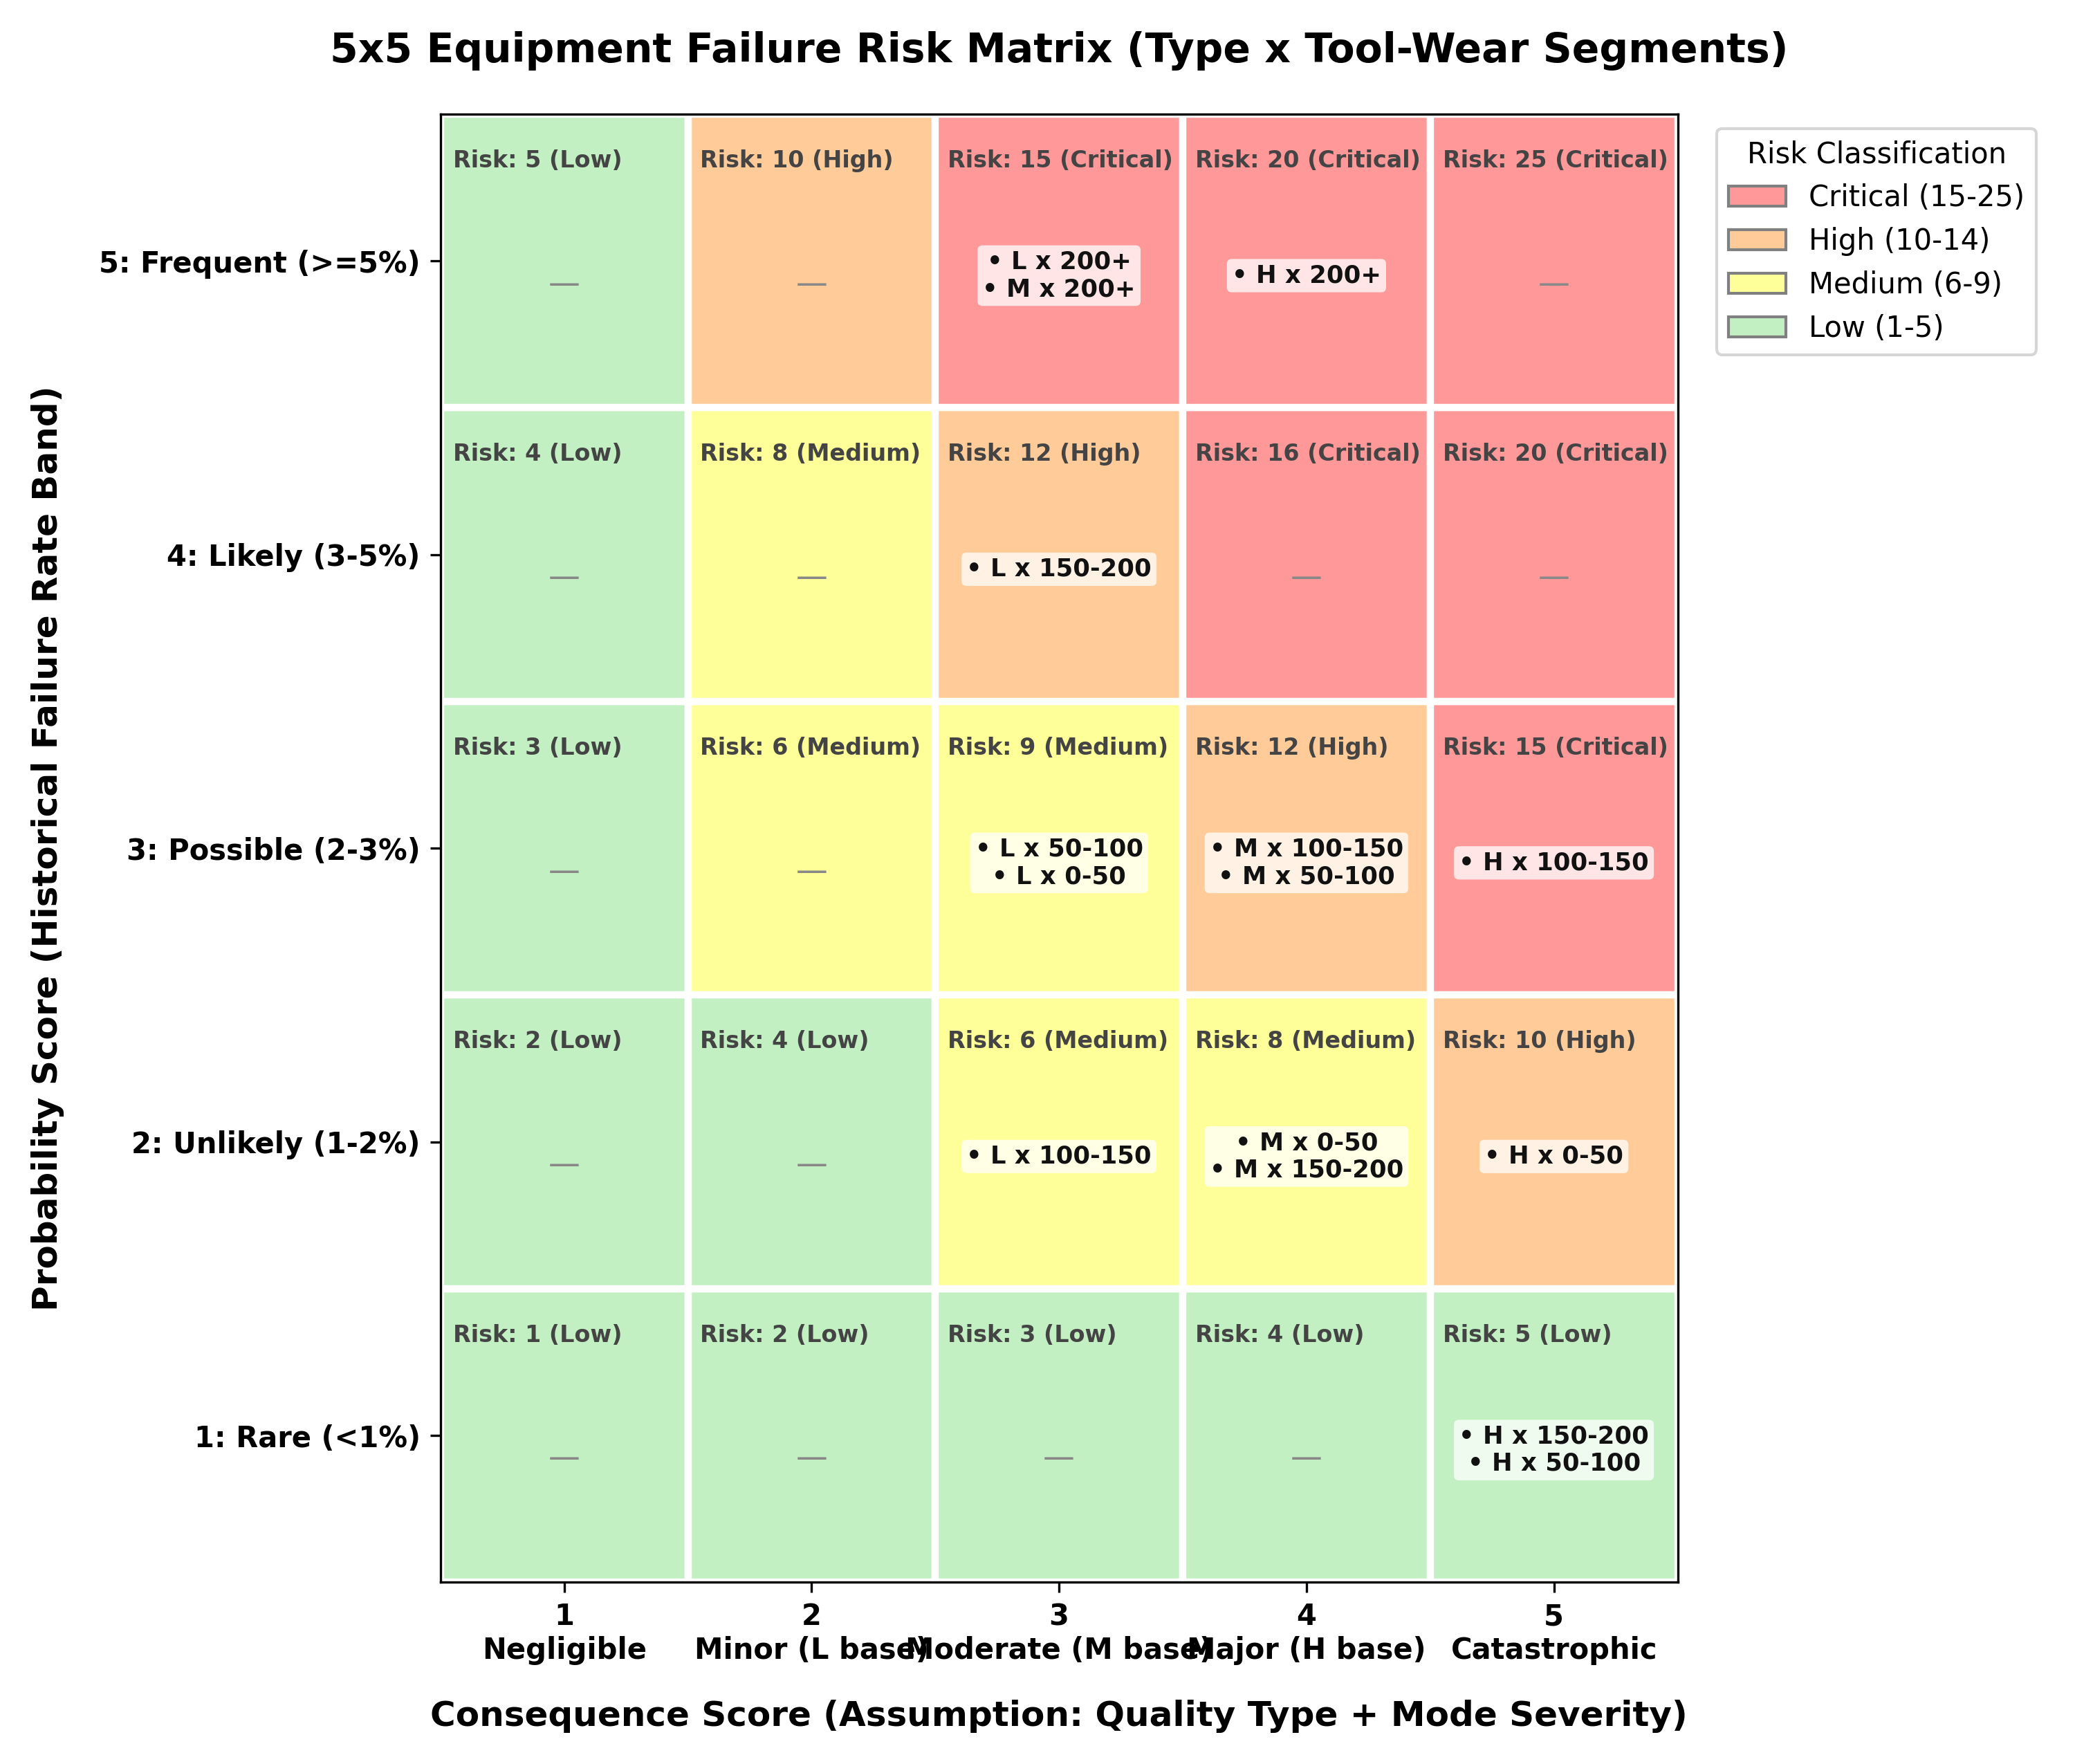 5x5 Equipment Failure Risk Matrix (Type x Tool-Wear Segments)
Risk Classification
Critical (15-25)
High (10-14)
Medium (6-9)
Low (1-5)
Probability Score (Historical Failure Rate Band)
5: Frequent (>=5%)
Risk: 5 (Low)
—
Risk: 10 (High)
—
Risk: 15 (Critical)
• L x 200+
• M x 200+
Risk: 20 (Critical)
• H x 200+
Risk: 25 (Critical)
—
4: Likely (3-5%)
Risk: 4 (Low)
—
Risk: 8 (Medium)
—
Risk: 12 (High)
• L x 150-200
Risk: 16 (Critical)
—
Risk: 20 (Critical)
—
3: Possible (2-3%)
Risk: 3 (Low)
—
Risk: 6 (Medium)
—
Risk: 9 (Medium)
• L x 50-100
• L x 0-50
Risk: 12 (High)
• M x 100-150
• M x 50-100
Risk: 15 (Critical)
• H x 100-150
2: Unlikely (1-2%)
Risk: 2 (Low)
—
Risk: 4 (Low)
—
Risk: 6 (Medium)
• L x 100-150
Risk: 8 (Medium)
• M x 0-50
• M x 150-200
Risk: 10 (High)
• H x 0-50
1: Rare (<1%)
Risk: 1 (Low)
—
Risk: 2 (Low)
—
Risk: 3 (Low)
—
Risk: 4 (Low)
—
Risk: 5 (Low)
• H x 150-200
• H x 50-100
1
Negligible
2
Minor (L base)
3
Moderate (M base)
4
Major (H base)
5
Catastrophic
Consequence Score (Assumption: Quality Type + Mode Severity)